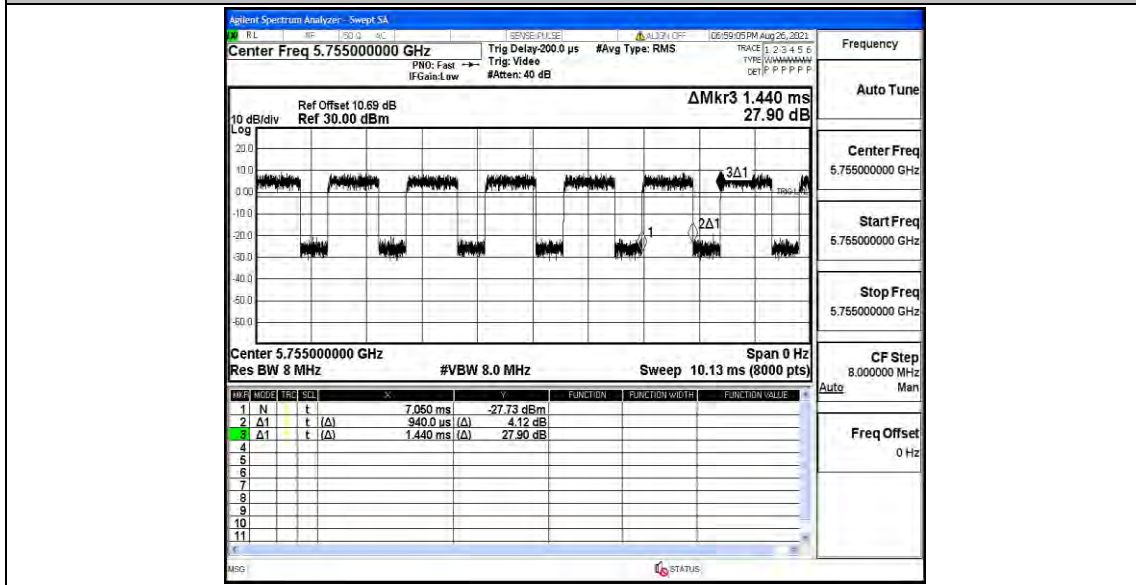 Agilent Spectrum Analyzer - Swept SA
RL RF 50 Ω AC SENSE:PULSE ALIGN OFF 06:59:05 PM Aug 26, 2021
Center Freq 5.755000000 GHz
PNO: Fast
IFGain:Low
Trig Delay-200.0 µs
Trig: Video
#Atten: 40 dB
#Avg Type: RMS
TRACE 1 2 3 4 5 6
TYPE WWWWWW
DET P P P P P P
Ref Offset 10.69 dB
10 dB/div Ref 30.00 dBm
Log
ΔMkr3 1.440 ms
27.90 dB
20.0
10.0
0.00
-10.0
-20.0
-30.0
-40.0
-50.0
-60.0
3Δ1
2Δ1
1
Center 5.755000000 GHz Span 0 Hz
Res BW 8 MHz #VBW 8.0 MHz Sweep 10.13 ms (8000 pts)
MKR MODE TRC SCL X Y FUNCTION FUNCTION WIDTH FUNCTION VALUE
1 N t 7.050 ms -27.73 dBm
2 Δ1 t (Δ) 940.0 us (Δ) 4.12 dB
3 Δ1 t (Δ) 1.440 ms (Δ) 27.90 dB
4
5
6
7
8
9
10
11
MSG STATUS
Frequency
Auto Tune
Center Freq
5.755000000 GHz
Start Freq
5.755000000 GHz
Stop Freq
5.755000000 GHz
CF Step
8.000000 MHz
Auto Man
Freq Offset
0 Hz